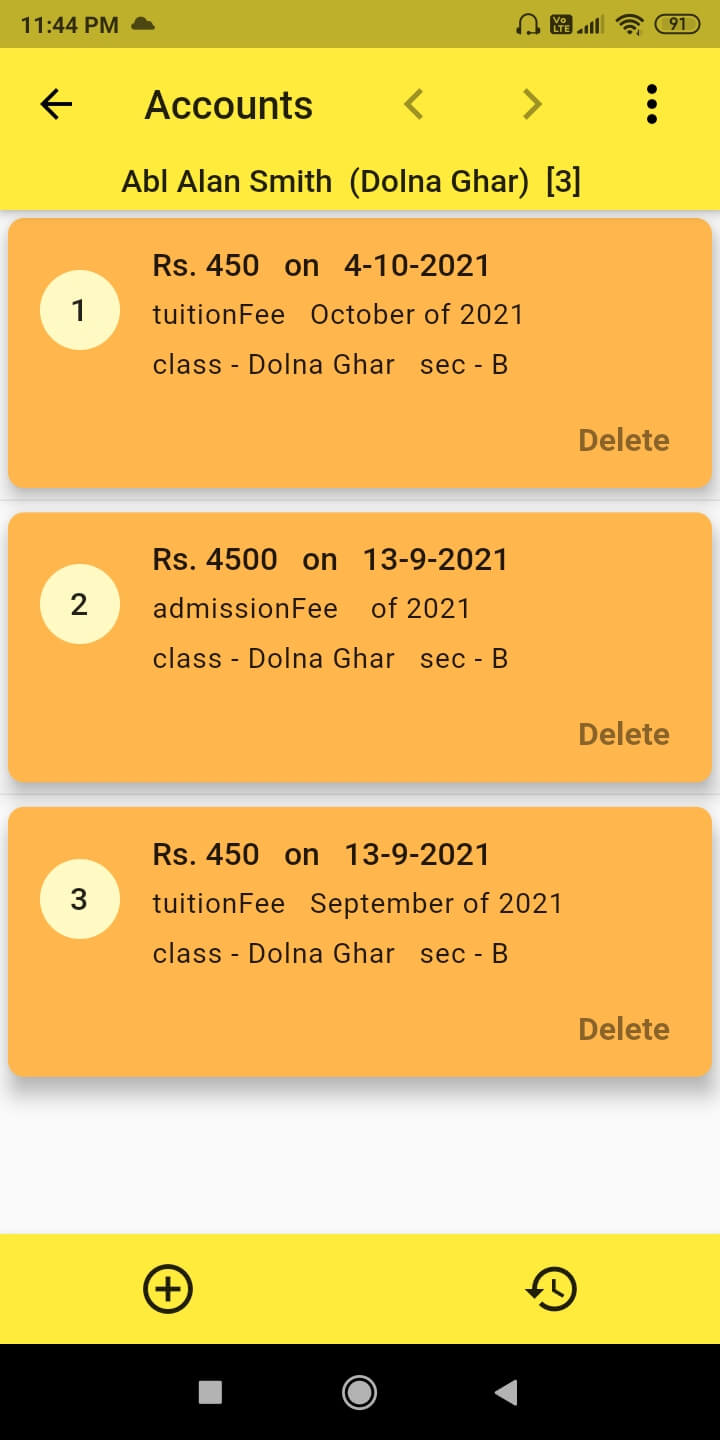 11:44 PM Vo LTE 91
Accounts
Abl Alan Smith (Dolna Ghar) [3]
1
Rs. 450 on 4-10-2021
tuitionFee October of 2021
class - Dolna Ghar sec - B
Delete
2
Rs. 4500 on 13-9-2021
admissionFee of 2021
class - Dolna Ghar sec - B
Delete
3
Rs. 450 on 13-9-2021
tuitionFee September of 2021
class - Dolna Ghar sec - B
Delete